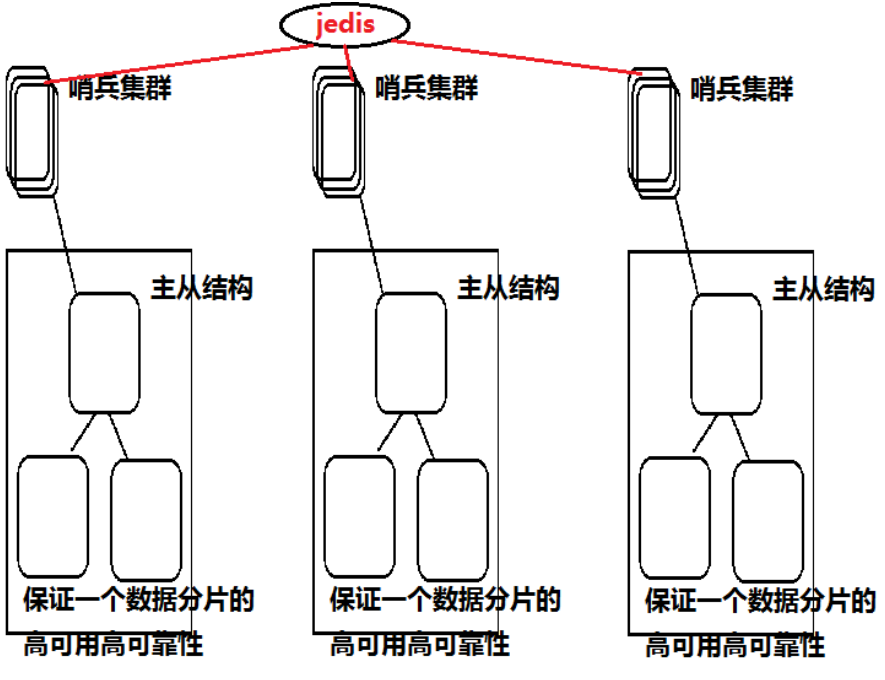 jedis
哨兵集群
哨兵集群
哨兵集群
主从结构
主从结构
主从结构
保证一个数据分片的
高可用高可靠性
保证一个数据分片的
高可用高可靠性
保证一个数据分片的
高可用高可靠性